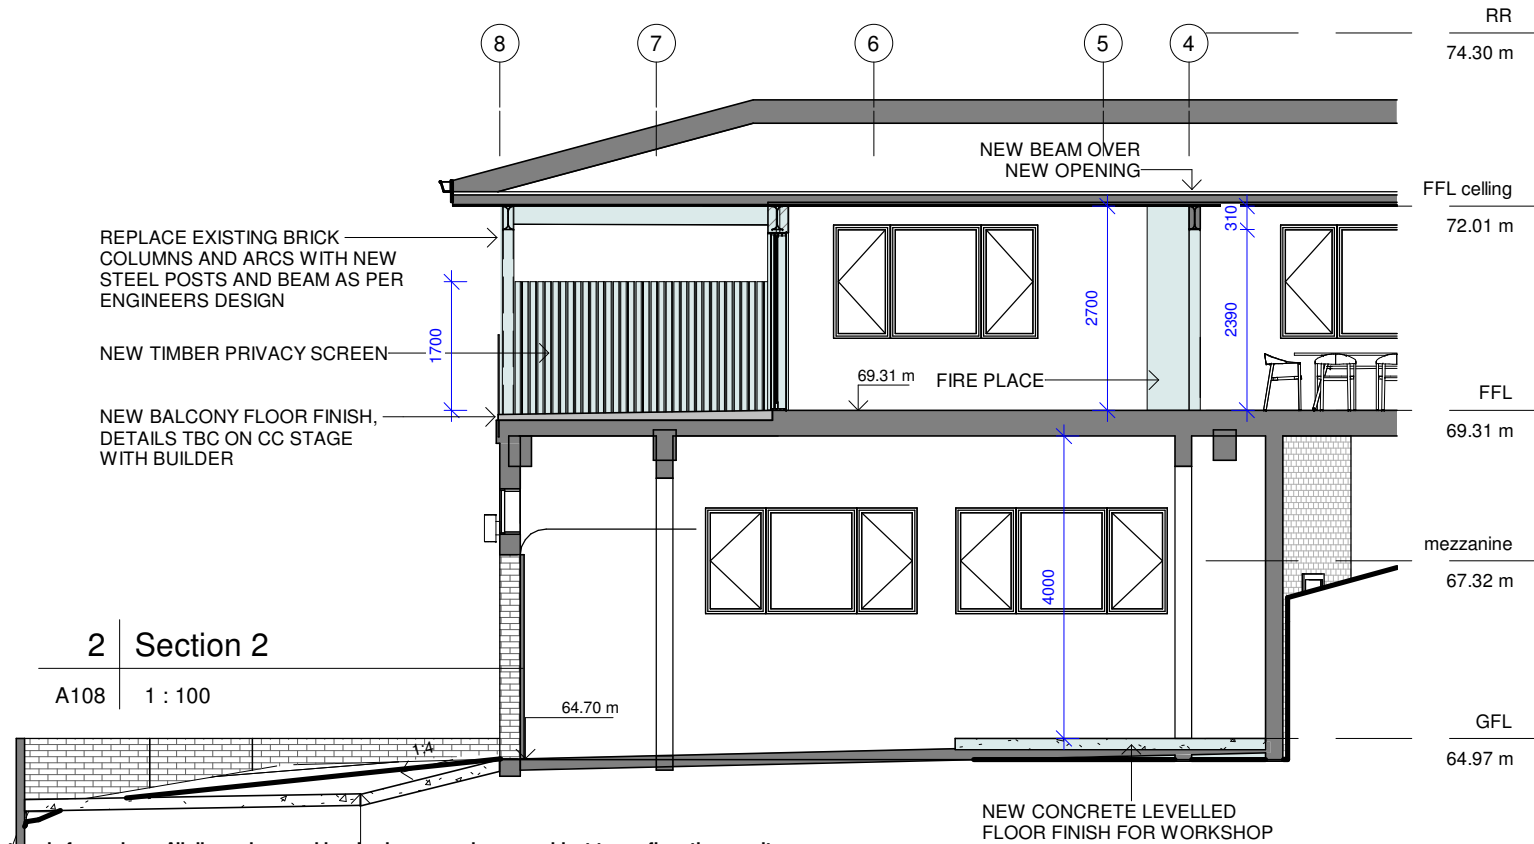 8
7
6
5
4
RR
74.30 m
NEW BEAM OVER
NEW OPENING
FFL celling
72.01 m
310
REPLACE EXISTING BRICK
COLUMNS AND ARCS WITH NEW
STEEL POSTS AND BEAM AS PER
ENGINEERS DESIGN
2700
2390
1700
NEW TIMBER PRIVACY SCREEN
69.31 m
FIRE PLACE
FFL
69.31 m
NEW BALCONY FLOOR FINISH,
DETAILS TBC ON CC STAGE
WITH BUILDER
mezzanine
67.32 m
4000
2
Section 2
A108
1 : 100
64.70 m
GFL
64.97 m
1:4
NEW CONCRETE LEVELLED
FLOOR FINISH FOR WORKSHOP